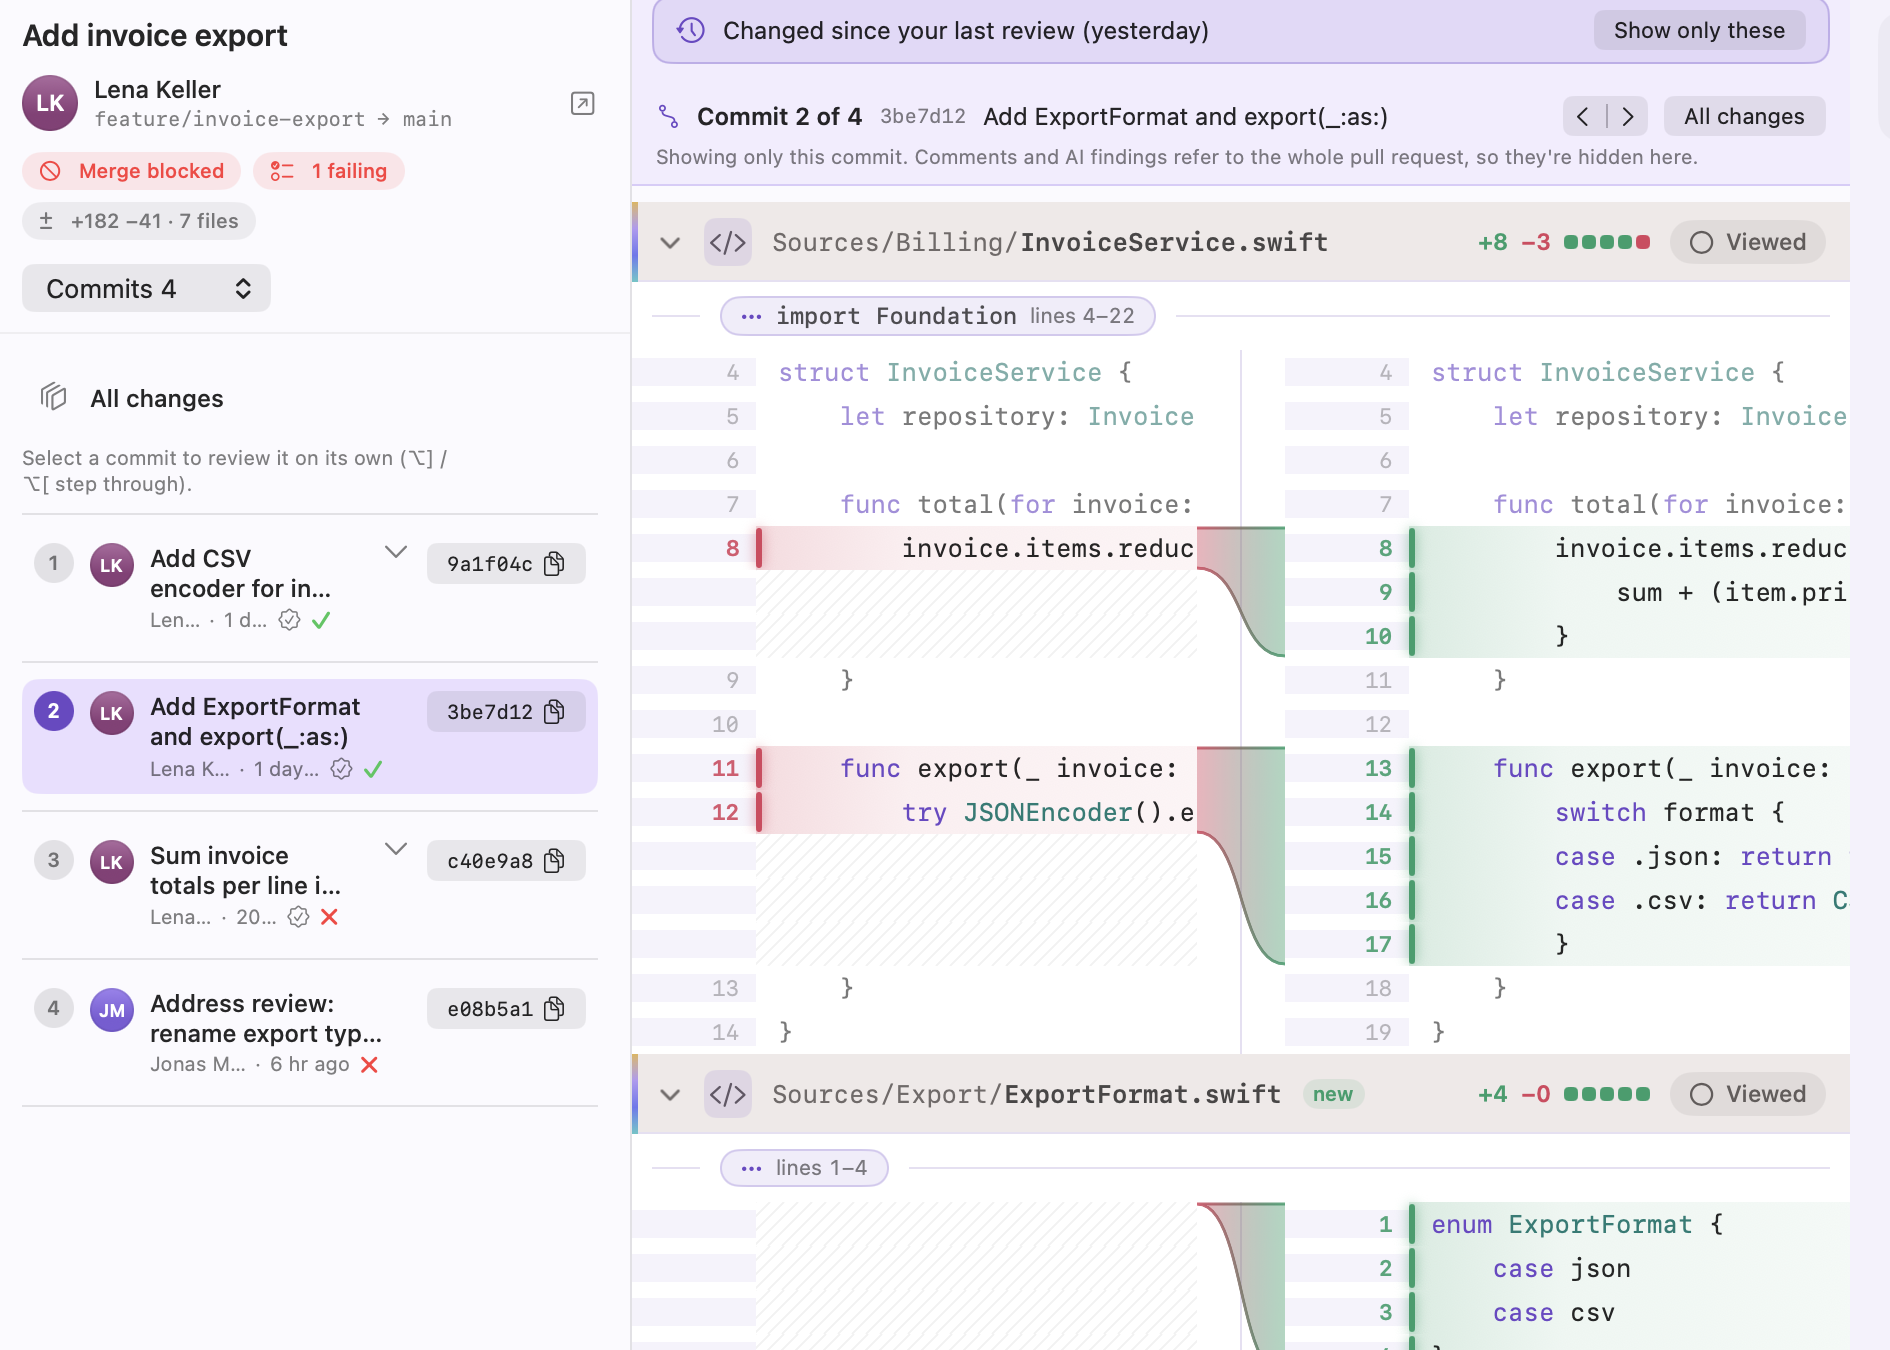 Add invoice export
LK
Lena Keller
feature/invoice-export → main
Merge blocked
1 failing
± +182 −41 · 7 files
Commits 4
All changes
Select a commit to review it on its own (⌥] /
⌥[ step through).
1
LK
Add CSV
encoder for in...
9a1f04c
Len... · 1 d...
2
LK
Add ExportFormat
and export(_:as:)
3be7d12
Lena K... · 1 day...
3
LK
Sum invoice
totals per line i...
c40e9a8
Lena... · 20...
4
JM
Address review:
rename export typ...
e08b5a1
Jonas M... · 6 hr ago
Changed since your last review (yesterday)
Show only these
Commit 2 of 4 3be7d12 Add ExportFormat and export(_:as:)
All changes
Showing only this commit. Comments and AI findings refer to the whole pull request, so they're hidden here.
</> Sources/Billing/InvoiceService.swift
+8 −3
Viewed
··· import Foundation lines 4–22
4 struct InvoiceService {
5 let repository: Invoice
6
7 func total(for invoice:
8 invoice.items.reduc
9 }
10
11 func export(_ invoice:
12 try JSONEncoder().e
13 }
14 }
4 struct InvoiceService {
5 let repository: Invoice
6
7 func total(for invoice:
8 invoice.items.reduc
9 sum + (item.pri
10 }
11 }
12
13 func export(_ invoice:
14 switch format {
15 case .json: return
16 case .csv: return C
17 }
18 }
19 }
</> Sources/Export/ExportFormat.swift new
+4 −0
Viewed
··· lines 1–4
1 enum ExportFormat {
2 case json
3 case csv